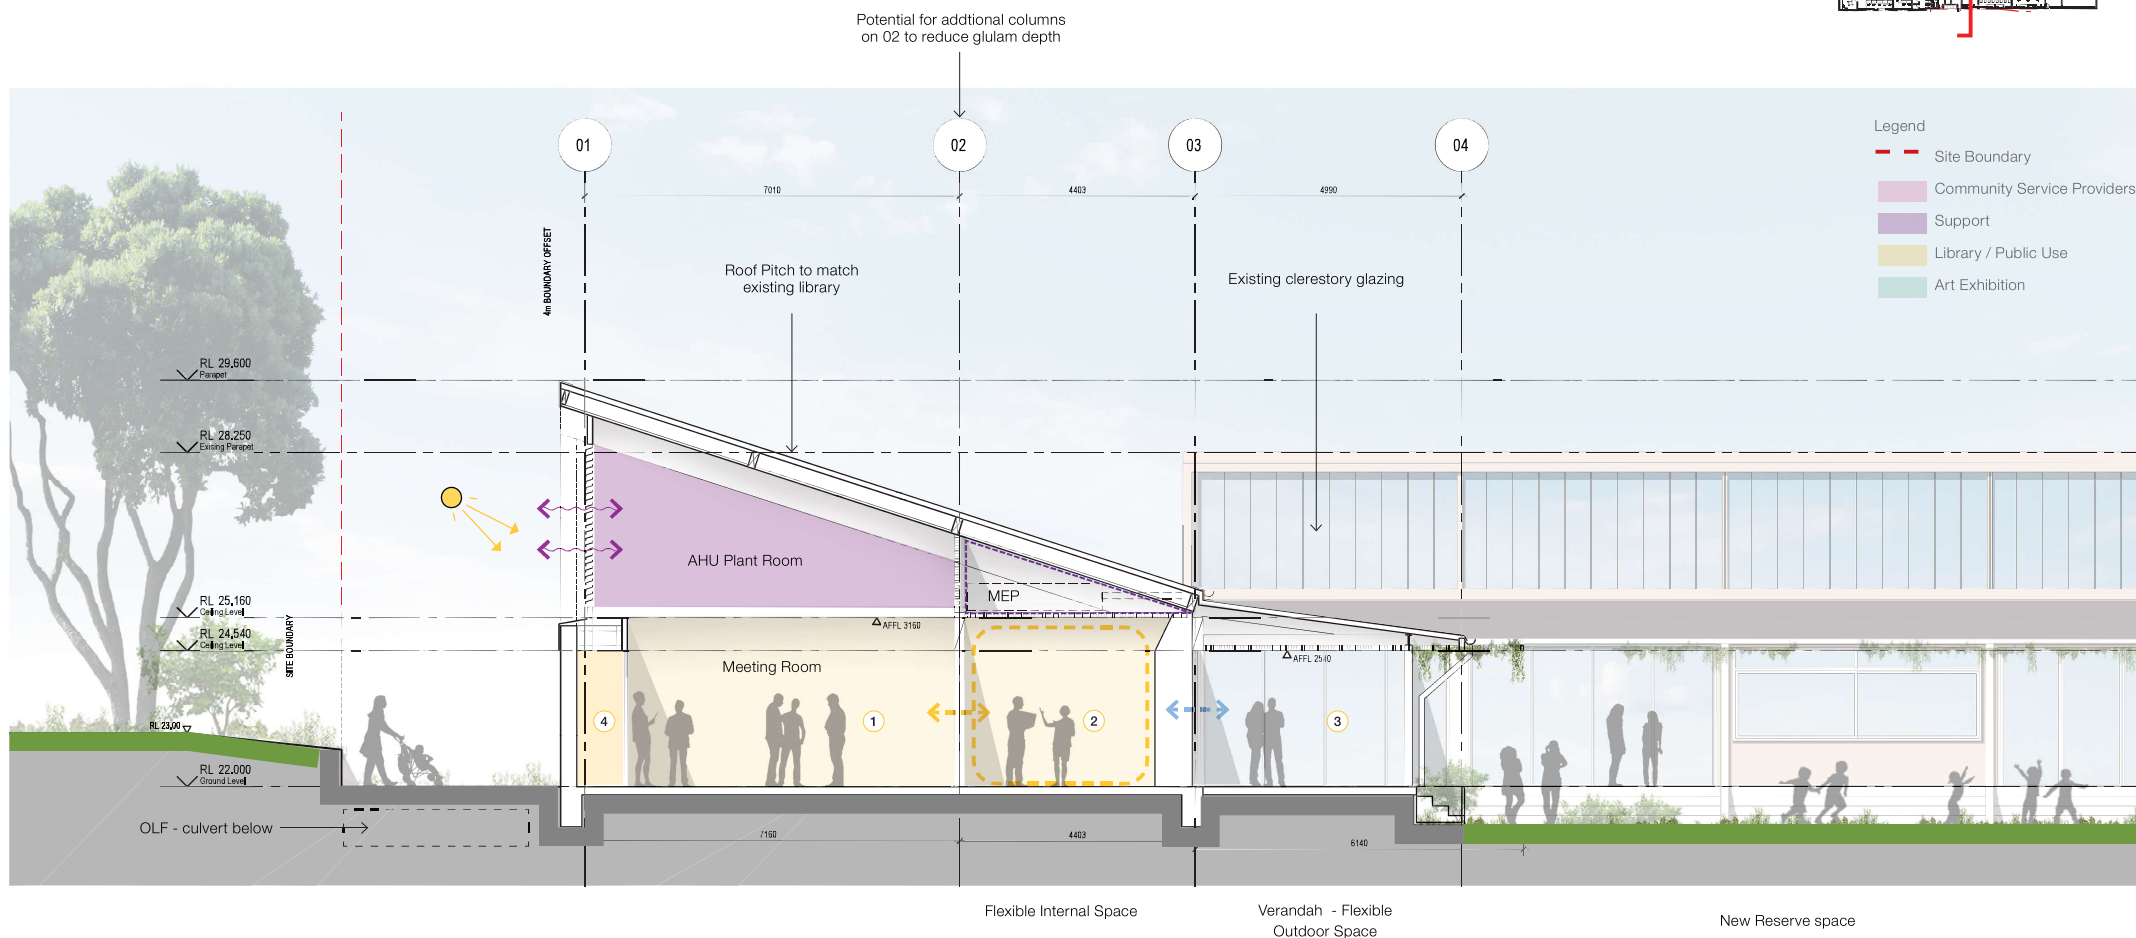 Potential for addtional columns
on 02 to reduce glulam depth
01
02
03
04
7010
4403
4990
Legend
Site Boundary
Community Service Providers
Support
Library / Public Use
Art Exhibition
4m BOUNDARY OFFSET
Roof Pitch to match
existing library
Existing clerestory glazing
RL 29,600
Parapet
RL 28,250
Exising Parapet
AHU Plant Room
MEP
RL 25,160
Ceiling Level
RL 24,540
Ceiling Level
SITE BOUNDARY
AFFL 3160
AFFL 2540
Meeting Room
4
1
2
3
RL 23,00
RL 22.000
Ground Level
OLF - culvert below
7160
4403
6140
Flexible Internal Space
Verandah - Flexible
Outdoor Space
New Reserve space